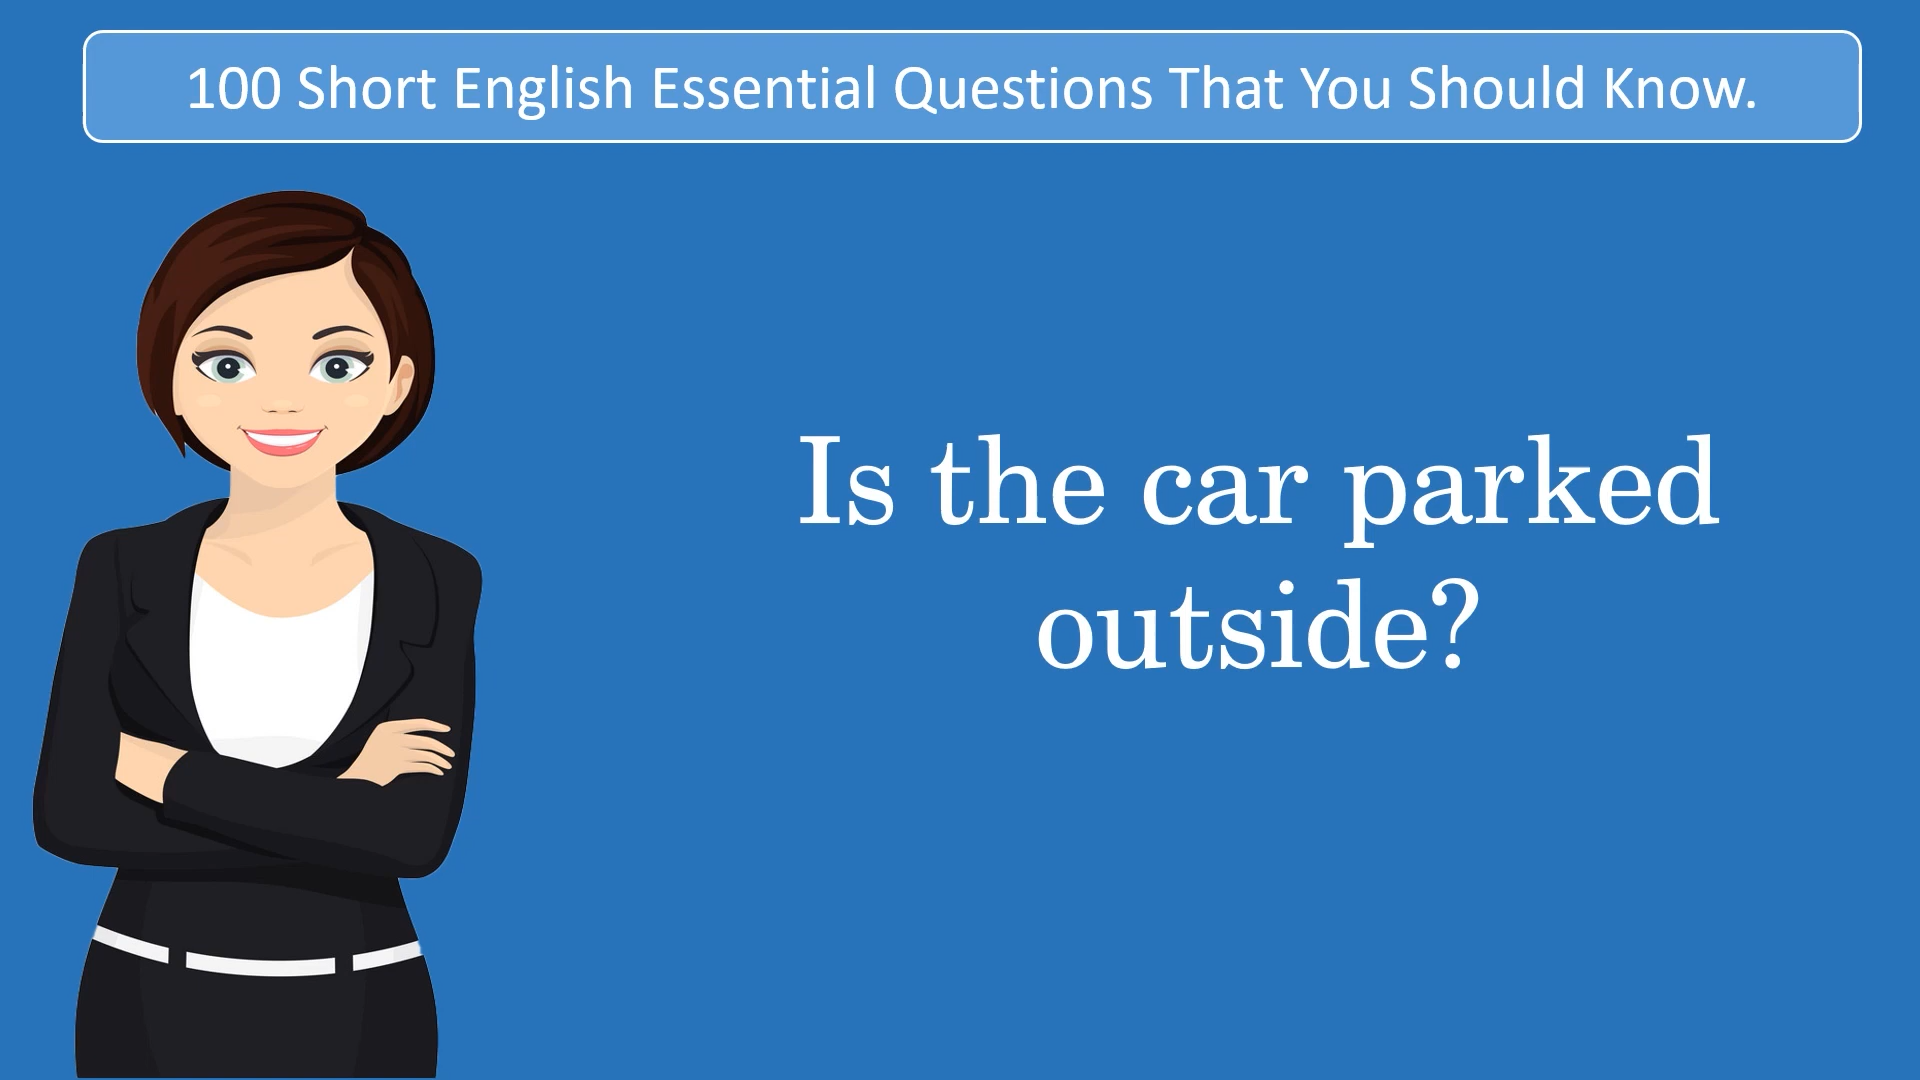 100 Short English Essential Questions That You Should Know.
Is the car parked
outside?